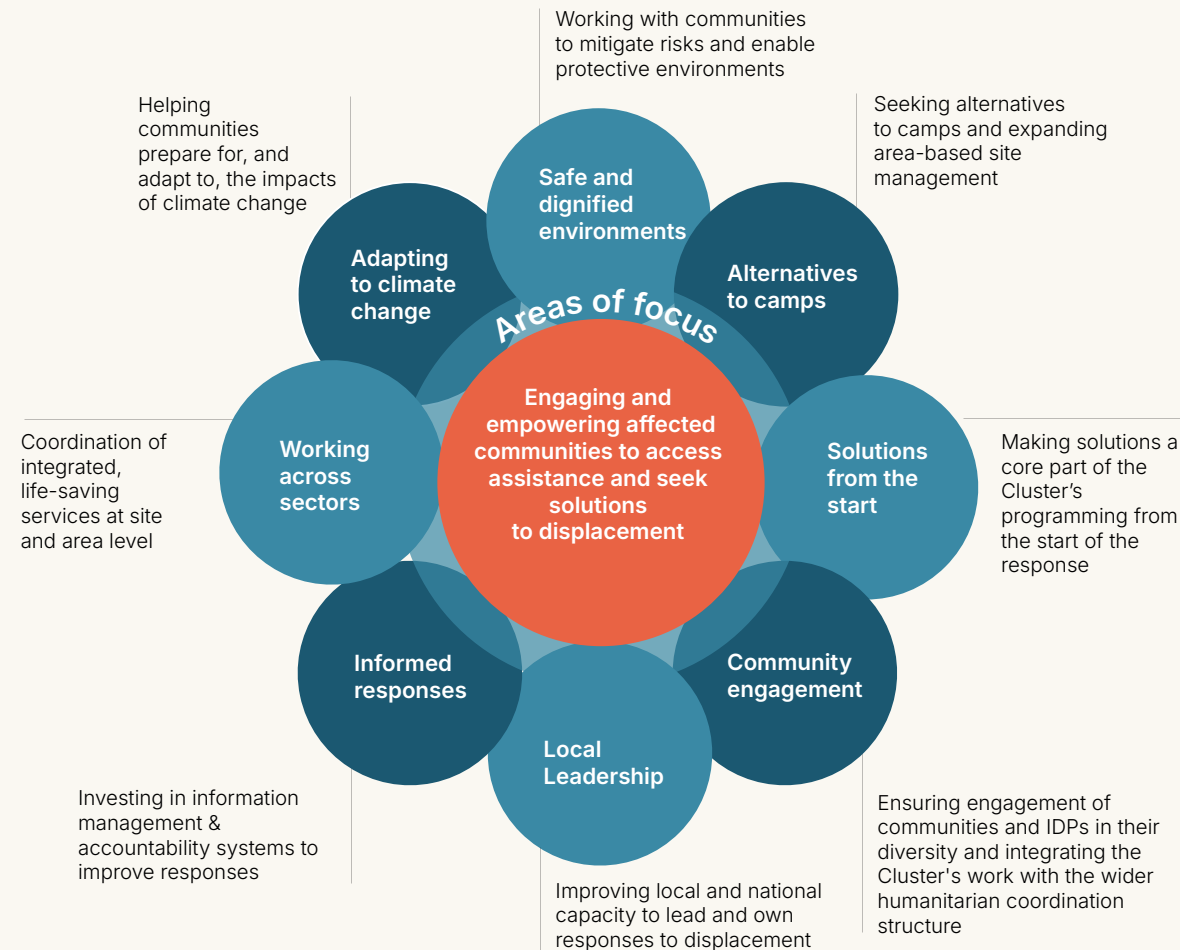 Working with communities
to mitigate risks and enable
protective environments
Helping
communities
prepare for, and
adapt to, the impacts
of climate change
Seeking alternatives
to camps and expanding
area-based site
management
Safe and
dignified
environments
Adapting
to climate
change
Alternatives
to camps
Areas of focus
Engaging and
empowering affected
communities to access
assistance and seek
solutions
to displacement
Working
across
sectors
Solutions
from the
start
Coordination of
integrated,
life-saving
services at site
and area level
Making solutions a
core part of the
Cluster’s
programming from
the start of the
response
Informed
responses
Community
engagement
Local
Leadership
Investing in information
management &
accountability systems to
improve responses
Ensuring engagement of
communities and IDPs in their
diversity and integrating the
Cluster's work with the wider
humanitarian coordination
structure
Improving local and national
capacity to lead and own
responses to displacement